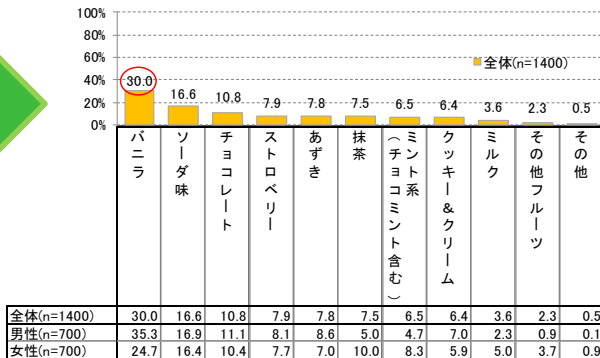 100%
80%
60%
40%
20%
0%
全体(n=1400)
30.0 16.6 10.8 7.9 7.8 7.5 6.5 6.4 3.6 2.3 0.5
バニラ
ソーダ味
チョコレート
ストロベリー
あずき
抹茶
ミント系
(チョコミント含む)
クッキー&クリーム
ミルク
その他フルーツ
その他
全体(n=1400) 30.0 16.6 10.8 7.9 7.8 7.5 6.5 6.4 3.6 2.3 0.5
男性(n=700) 35.3 16.9 11.1 8.1 8.6 5.0 4.7 7.0 2.3 0.9 0.1
女性(n=700) 24.7 16.4 10.4 7.7 7.0 10.0 8.3 5.9 5.0 3.7 0.9